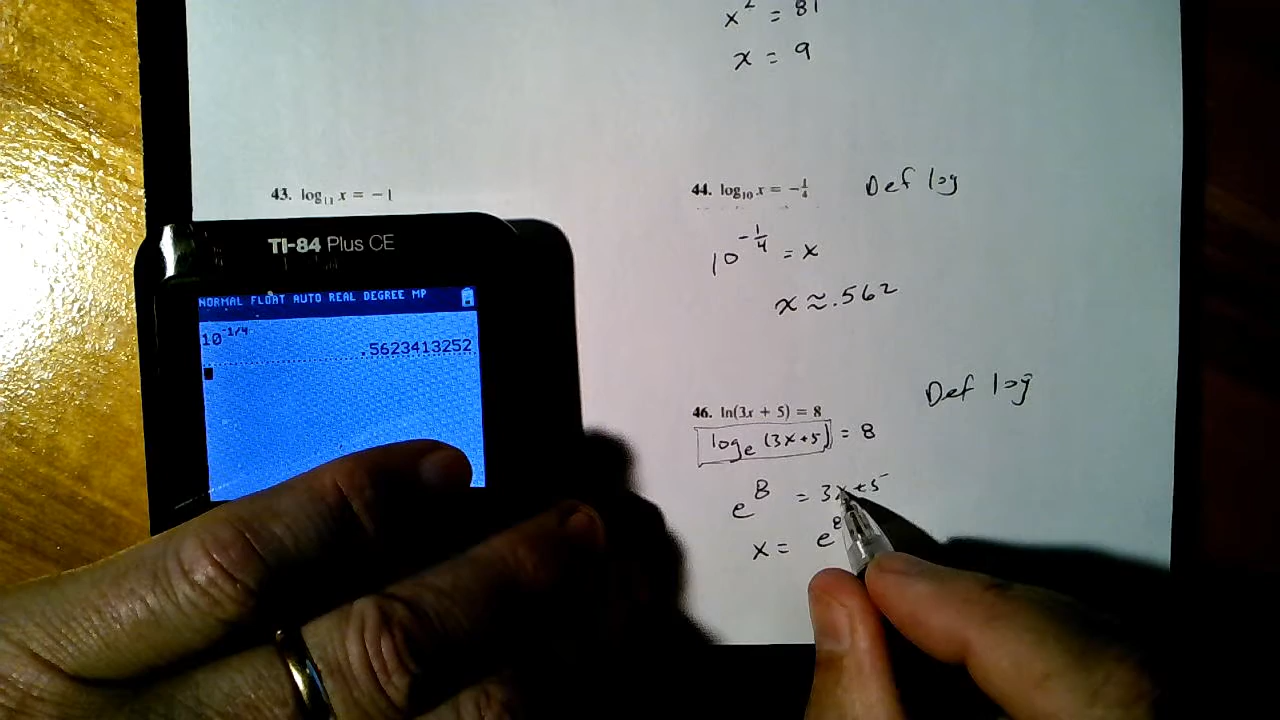 x² = 81
x = 9
43. log₁₁ x = −1
44. log₁₀ x = −1/4
Def log
10^(−1/4) = x
x ≈ .562
TI-84 Plus CE
NORMAL FLOAT AUTO REAL DEGREE MP
10^(-1/4)
.5623413252
Def log
46. ln(3x + 5) = 8
logₑ (3x+5) = 8
e⁸ = 3x+5
x = e⁸